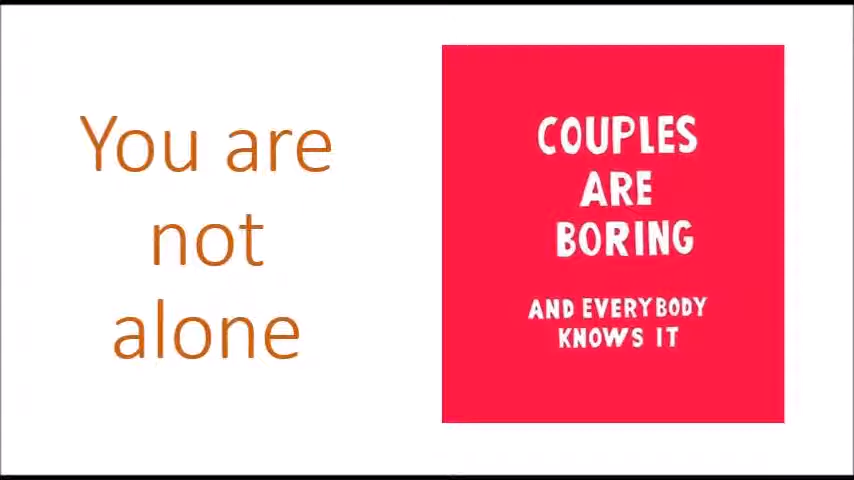 You are
not
alone
COUPLES
ARE
BORING
AND EVERYBODY
KNOWS IT